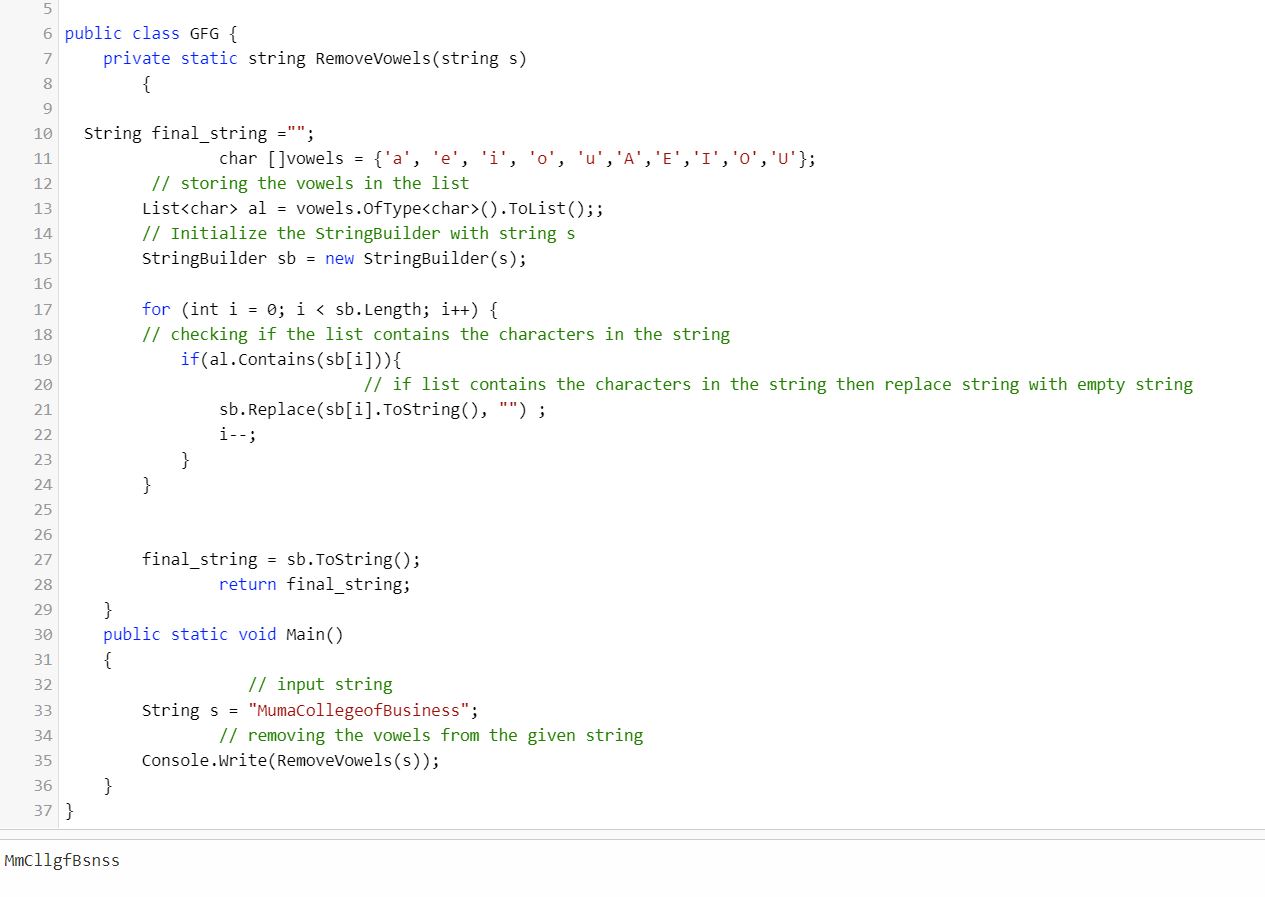 5
6 public class GFG {
7 private static string RemoveVowels(string s)
8 {
9
10 String final_string ="";
11 char []vowels = {'a', 'e', 'i', 'o', 'u','A','E','I','O','U'};
12 // storing the vowels in the list
13 List<char> al = vowels.OfType<char>().ToList();;
14 // Initialize the StringBuilder with string s
15 StringBuilder sb = new StringBuilder(s);
16
17 for (int i = 0; i < sb.Length; i++) {
18 // checking if the list contains the characters in the string
19 if(al.Contains(sb[i])){
20 // if list contains the characters in the string then replace string with empty string
21 sb.Replace(sb[i].ToString(), "") ;
22 i--;
23 }
24 }
25
26
27 final_string = sb.ToString();
28 return final_string;
29 }
30 public static void Main()
31 {
32 // input string
33 String s = "MumaCollegeofBusiness";
34 // removing the vowels from the given string
35 Console.Write(RemoveVowels(s));
36 }
37 }
MmCllgfBsnss